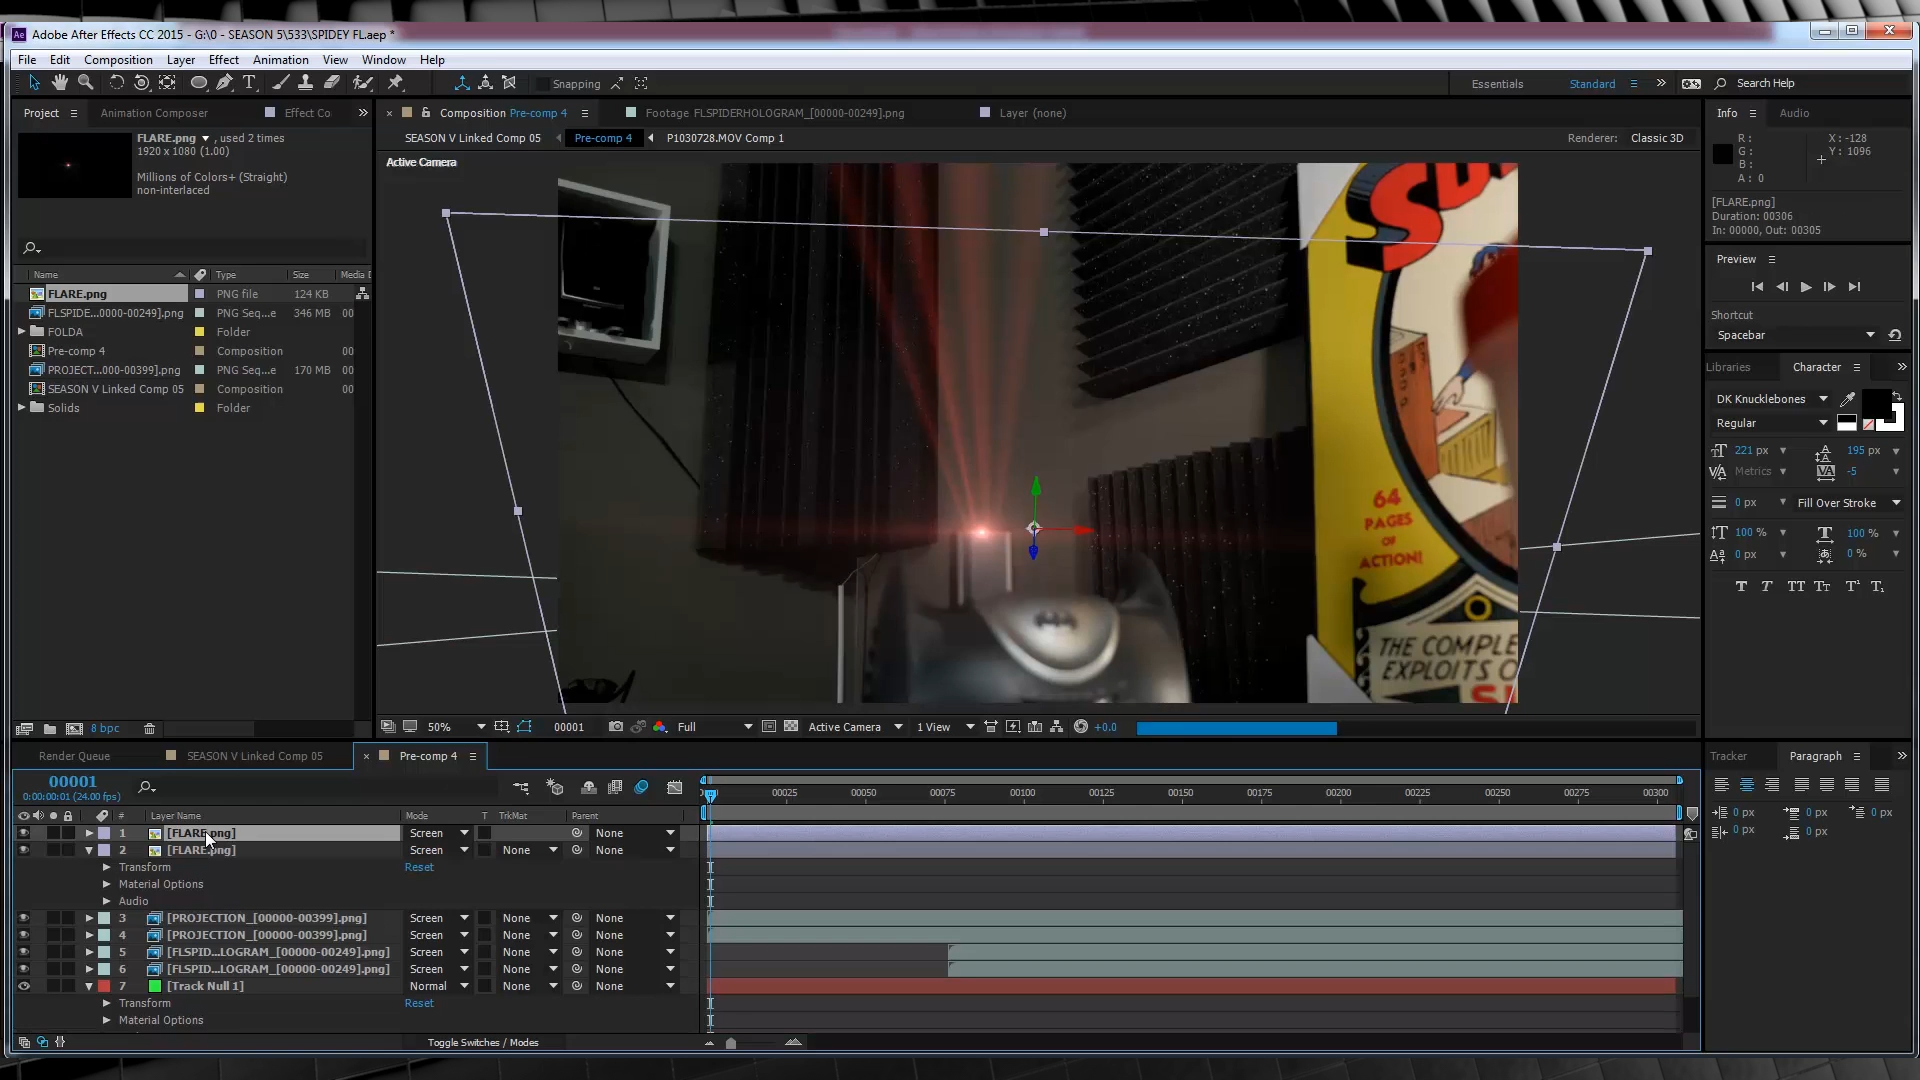 Adobe After Effects CC 2015 - G:\0 - SEASON 5\533\SPIDEY FL.aep *
File Edit Composition Layer Effect Animation View Window Help
Snapping
Essentials Standard Search Help
Project Animation Composer Effect Co
Composition Pre-comp 4 Footage FLSPIDERHOLOGRAM_[00000-00249].png Layer (none)
Info Audio
FLARE.png , used 2 times
1920 x 1080 (1.00)
Millions of Colors+ (Straight)
non-interlaced
SEASON V Linked Comp 05 Pre-comp 4 P1030728.MOV Comp 1
Renderer: Classic 3D
Active Camera
R:
G:
B:
A: 0
X: -128
Y: 1096
[FLARE.png]
Duration: 00306
In: 00000, Out: 00305
Preview
Shortcut
Spacebar
Libraries Character
DK Knucklebones
Regular
221 px 195 px
Metrics -5
0 px Fill Over Stroke
100 % 100 %
0 px 0 %
T T TT Tt T¹ T₁
Name Type Size Media D
FLARE.png PNG file 124 KB
FLSPIDE...0000-00249].png PNG Seq...e 346 MB 00
FOLDA Folder
Pre-comp 4 Composition 00
PROJECT...000-00399].png PNG Seq...e 170 MB 00
SEASON V Linked Comp 05 Composition 00
Solids Folder
64
PAGES
OF
ACTION!
THE COMPLE
EXPLOITS O
8 bpc
50% 00001 Full Active Camera 1 View +0.0
Render Queue SEASON V Linked Comp 05 Pre-comp 4
Tracker Paragraph
00001
0:00:00:01 (24.00 fps)
00025 00050 00075 00100 00125 00150 00175 00200 00225 00250 00275 00300
# Layer Name Mode T TrkMat Parent
1 [FLARE.png] Screen None
2 [FLARE.png] Screen None None
Transform Reset
Material Options
Audio
3 [PROJECTION_[00000-00399].png] Screen None None
4 [PROJECTION_[00000-00399].png] Screen None None
5 [FLSPID...LOGRAM_[00000-00249].png] Screen None None
6 [FLSPID...LOGRAM_[00000-00249].png] Screen None None
7 [Track Null 1] Normal None None
Transform Reset
Material Options
Toggle Switches / Modes
0 px 0 px 0 px
0 px 0 px